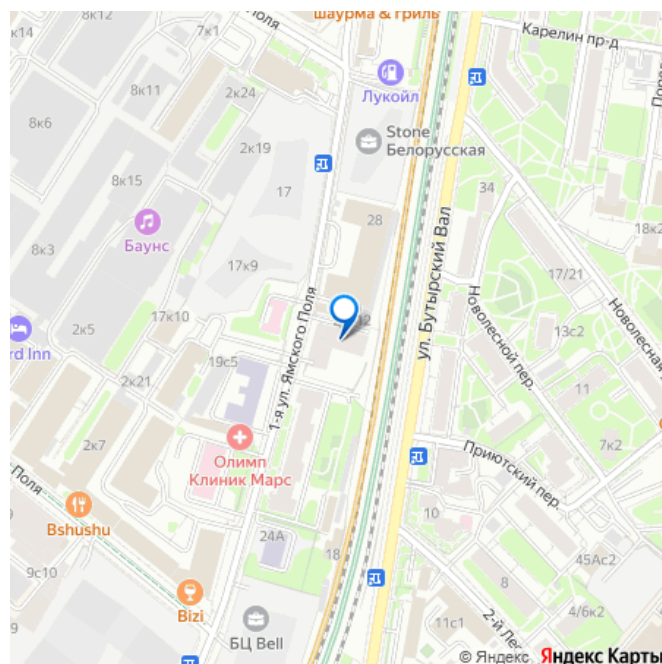 Поля
шаурма & гриль
7к1
Карелин пр-д
8к11
2к24
Лукойл
8к6
Stone
Белорусская
2к19
8к15
17
34
28
18к2
Баунс
8к3
17к9
17/21
ул. Бутырский Вал
Новолесной пер.
Новолесная
1-я ул. Ямского Поля
17к10
2к5
13с2
rd Inn
19с5
2к21
11
7к2
2к7
Олимп
Клиник Марс
Приютский пер.
Поля
Bshushu
10
24А
18
45Ас2
9с10
8
4/6к2
Bizi
11с1
2-й Лес
БЦ Bell
© Яндекс Яндекс Карты